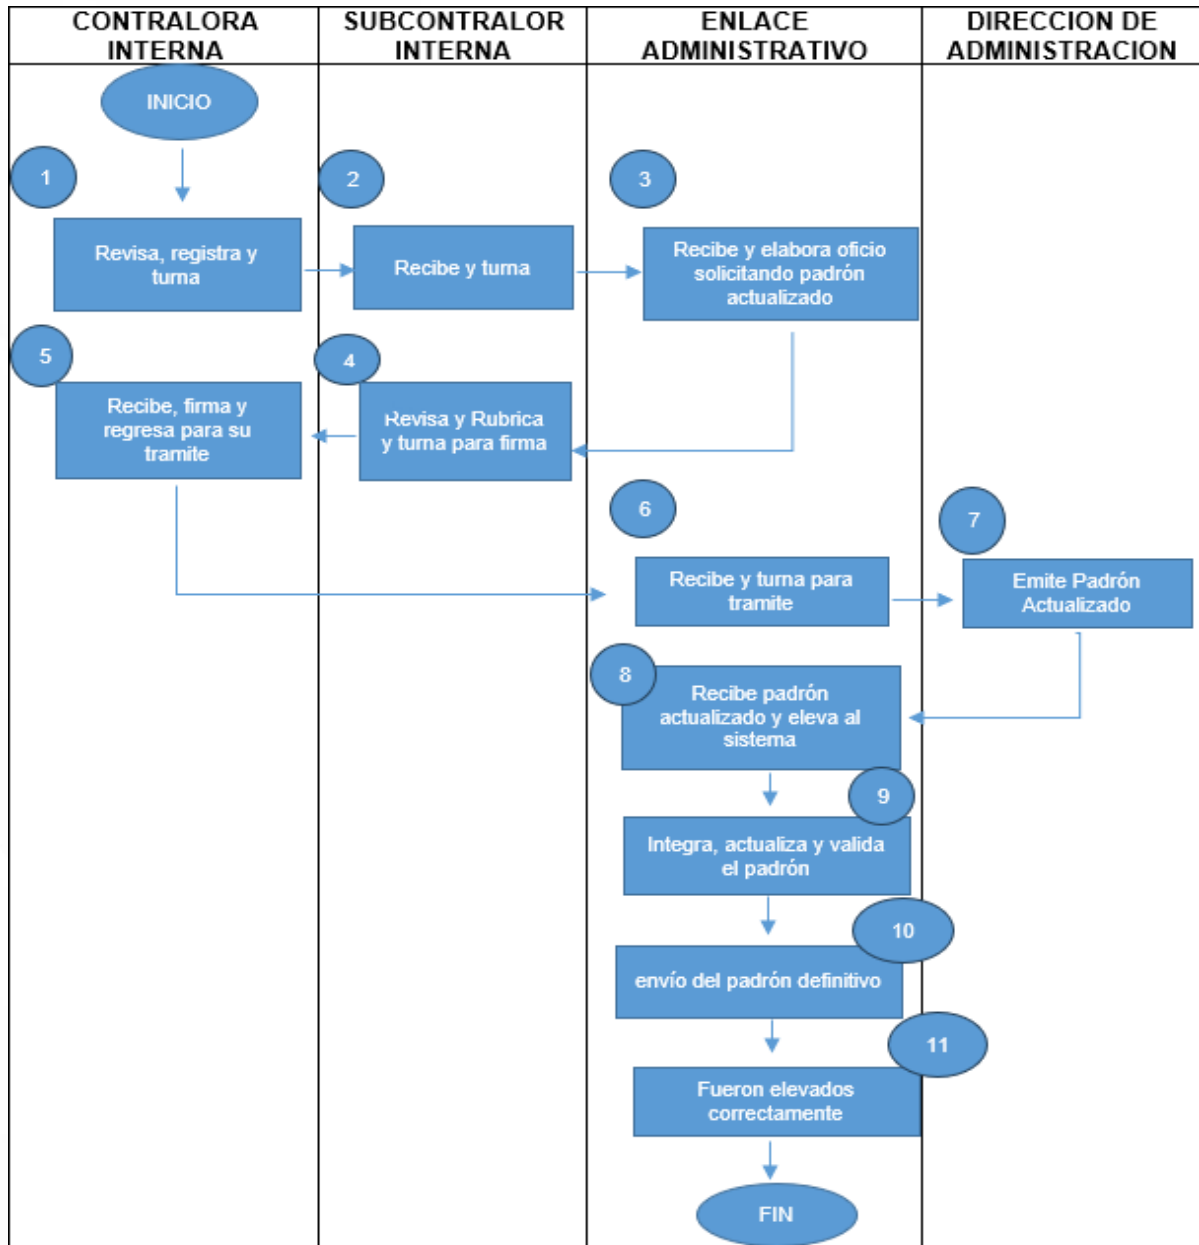 CONTRALORA
INTERNA
SUBCONTRALOR
INTERNA
ENLACE
ADMINISTRATIVO
DIRECCION DE
ADMINISTRACION
INICIO
1
2
3
Revisa, registra y
turna
Recibe y turna
Recibe y elabora oficio
solicitando padrón
actualizado
5
4
Recibe, firma y
regresa para su
tramite
Revisa y Rubrica
y turna para firma
6
7
Recibe y turna para
tramite
Emite Padrón
Actualizado
8
Recibe padrón
actualizado y eleva al
sistema
9
Integra, actualiza y valida
el padrón
10
envío del padrón definitivo
11
Fueron elevados
correctamente
FIN